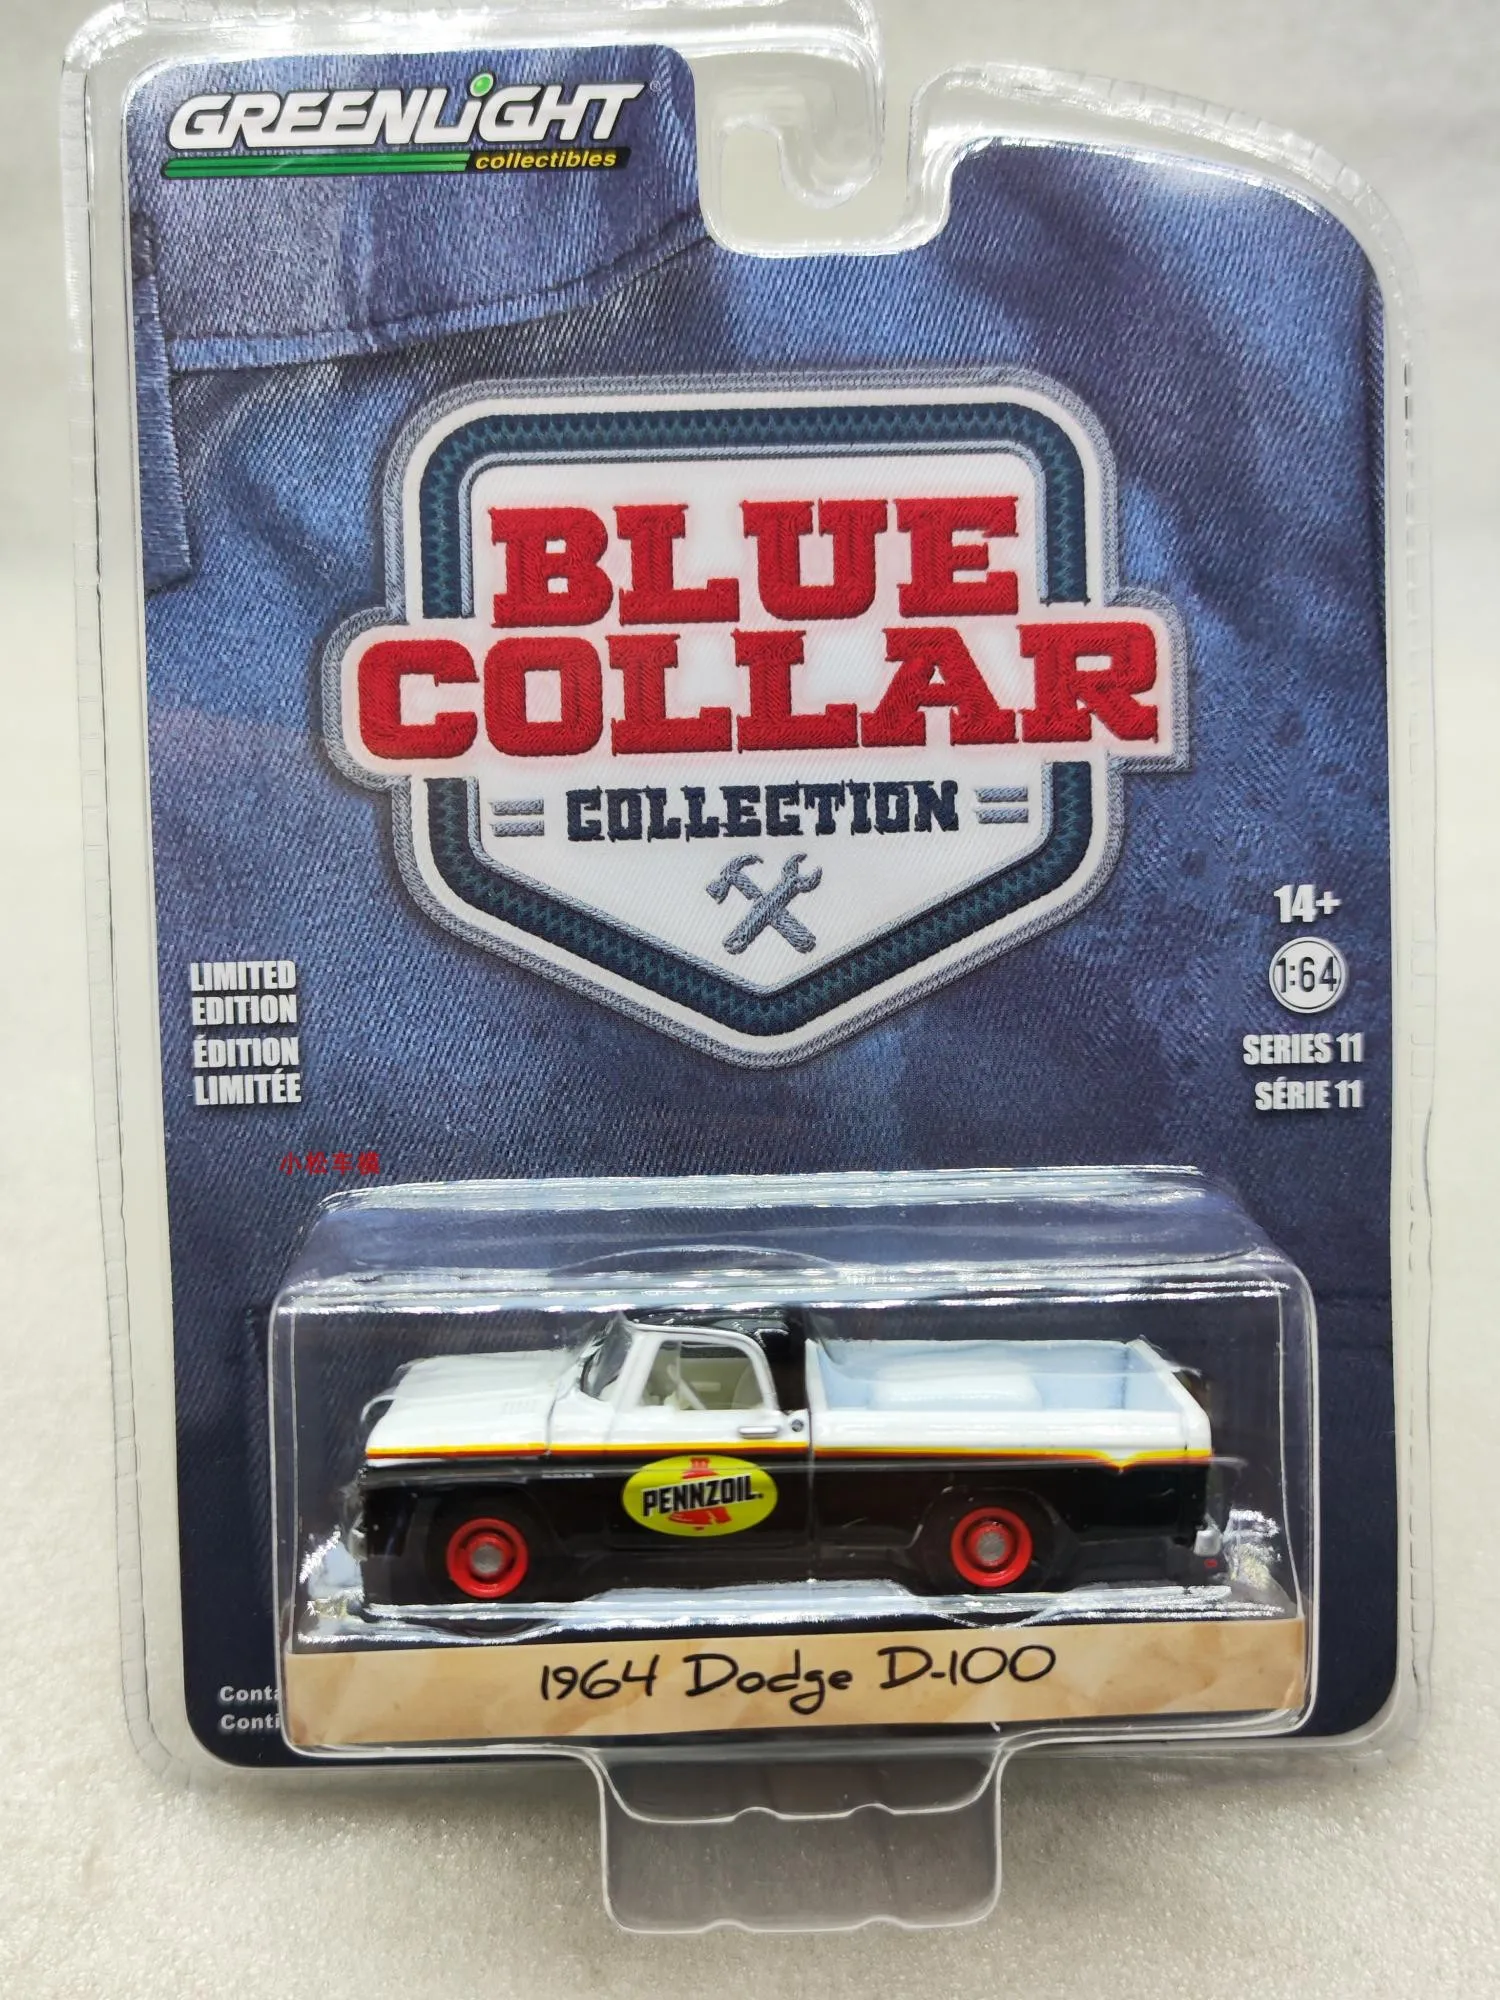 GREENLiGHT®
collectibles
BLUE
COLLAR
COLLECTION
14+
1:64
SERIES 11
SÉRIE 11
LIMITED
EDITION
ÉDITION
LIMITÉE
小松车模
PENNZOIL.
1964 Dodge D-100
Conta
Conti